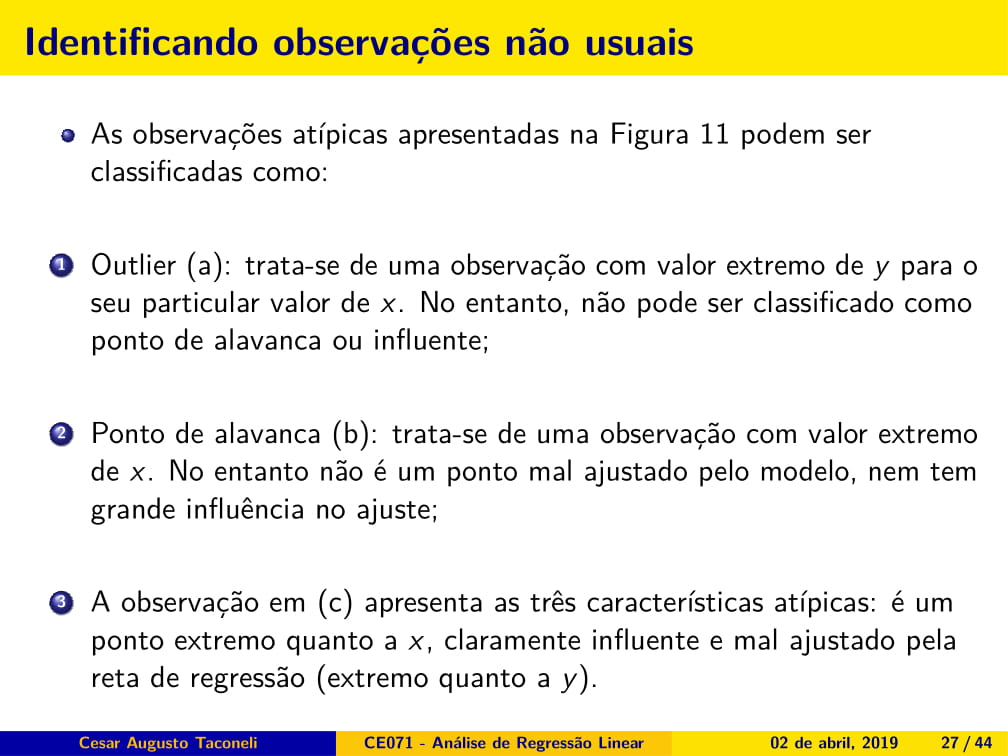 Identificando observações não usuais
As observações atípicas apresentadas na Figura 11 podem ser
classificadas como:
1 Outlier (a): trata-se de uma observação com valor extremo de y para o
seu particular valor de x. No entanto, não pode ser classificado como
ponto de alavanca ou influente;
2 Ponto de alavanca (b): trata-se de uma observação com valor extremo
de x. No entanto não é um ponto mal ajustado pelo modelo, nem tem
grande influência no ajuste;
3 A observação em (c) apresenta as três características atípicas: é um
ponto extremo quanto a x, claramente influente e mal ajustado pela
reta de regressão (extremo quanto a y).
Cesar Augusto Taconeli CE071 - Análise de Regressão Linear 02 de abril, 2019 27 / 44